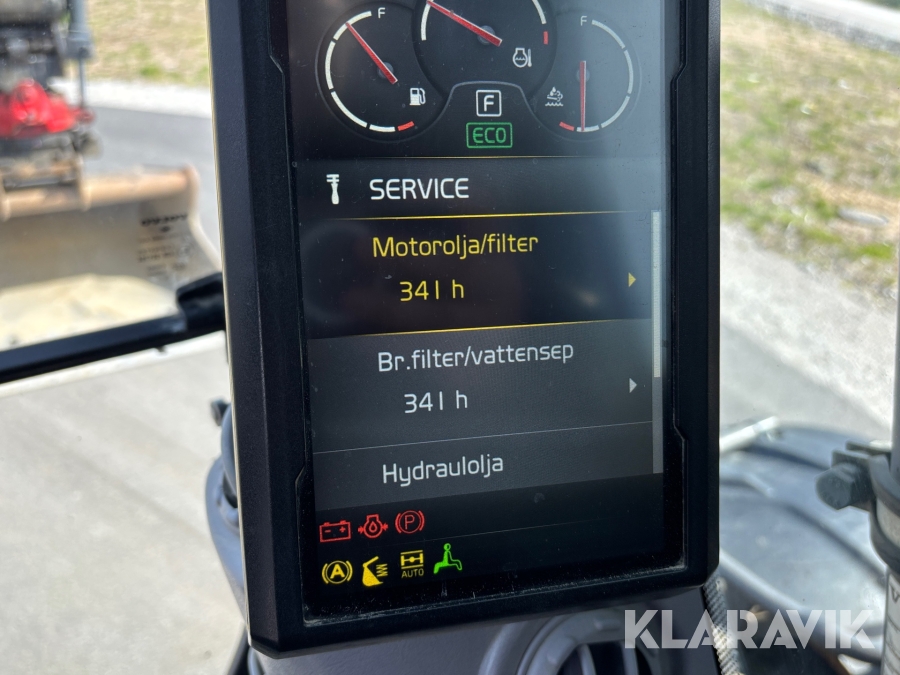 F
F
F
ECO
SERVICE
Motorolja/filter
341 h
Br.filter/vattensep
341 h
Hydraulolja
P
A
AUTO
KLARAVIK